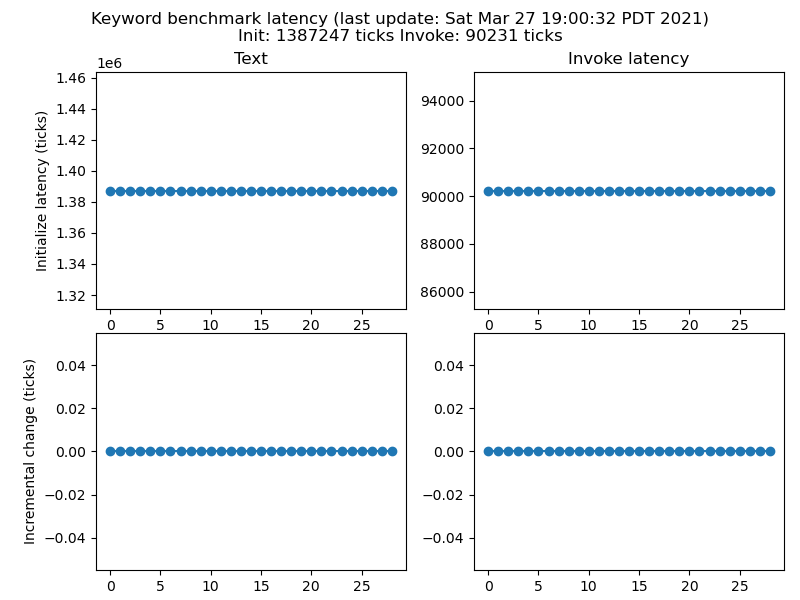 Keyword benchmark latency (last update: Sat Mar 27 19:00:32 PDT 2021)
Init: 1387247 ticks Invoke: 90231 ticks
Text
1e6
Initialize latency (ticks)
1.46
1.44
1.42
1.40
1.38
1.36
1.34
1.32
0 5 10 15 20 25
Invoke latency
94000
92000
90000
88000
86000
0 5 10 15 20 25
Incremental change (ticks)
0.04
0.02
0.00
−0.02
−0.04
0 5 10 15 20 25
0.04
0.02
0.00
−0.02
−0.04
0 5 10 15 20 25